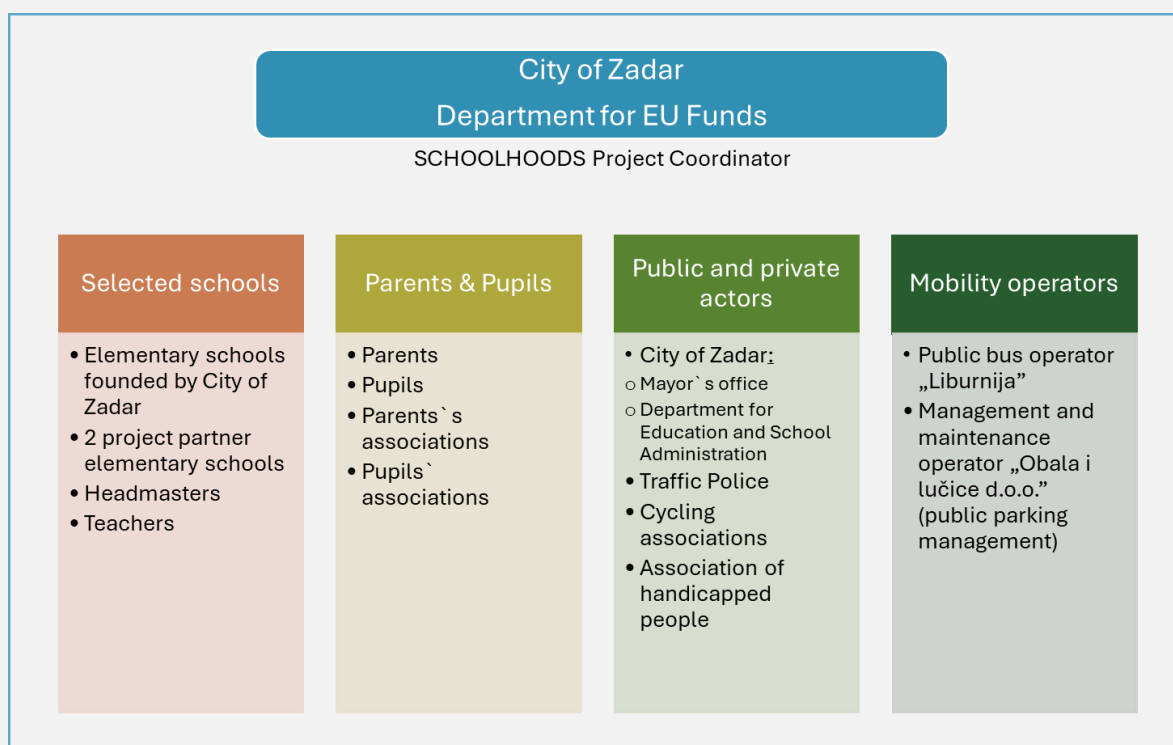 City of Zadar
Department for EU Funds
SCHOOLHOODS Project Coordinator
Selected schools
• Elementary schools
founded by City of
Zadar
• 2 project partner
elementary schools
• Headmasters
• Teachers
Parents & Pupils
• Parents
• Pupils
• Parents`s
associations
• Pupils`
associations
Public and private
actors
• City of Zadar:
o Mayor`s office
o Department for
Education and School
Administration
• Traffic Police
• Cycling
associations
• Association of
handicapped
people
Mobility operators
• Public bus operator
„Liburnija”
• Management and
maintenance
operator „Obala i
lučice d.o.o.”
(public parking
management)